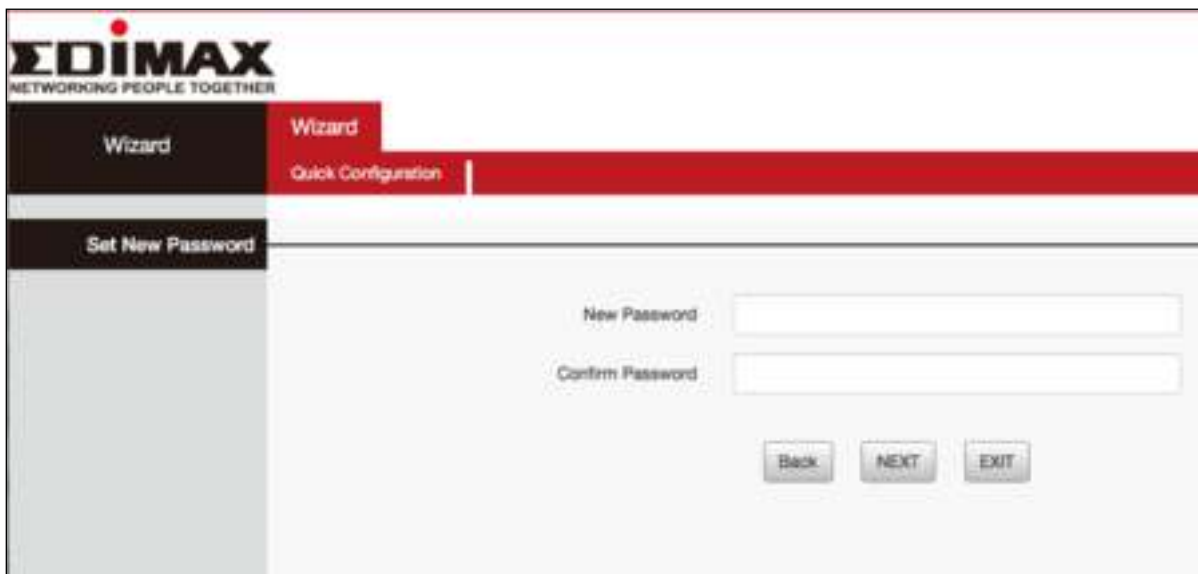 EDIMAX
NETWORKING PEOPLE TOGETHER
Wizard
Wizard
Quick Configuration
Set New Password
New Password
Confirm Password
Back NEXT EXIT